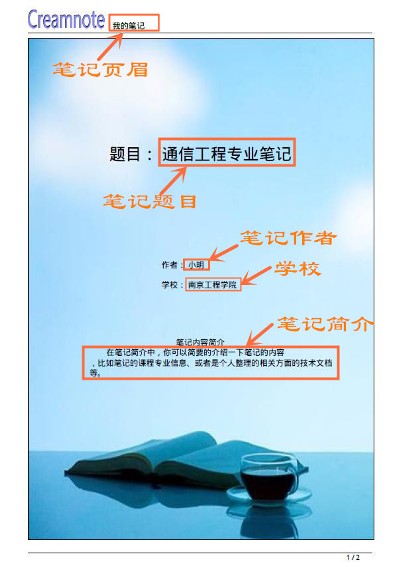 Creamnote 我的笔记
笔记页眉
题目： 通信工程专业笔记
笔记题目
笔记作者
作者： 小明
学校
学校： 南京工程学院
笔记简介
笔记内容简介
在笔记简介中，你可以简要的介绍一下笔记的内容
，比如笔记的课程专业信息、或者是个人整理的相关方面的技术文档
等。
1 / 2